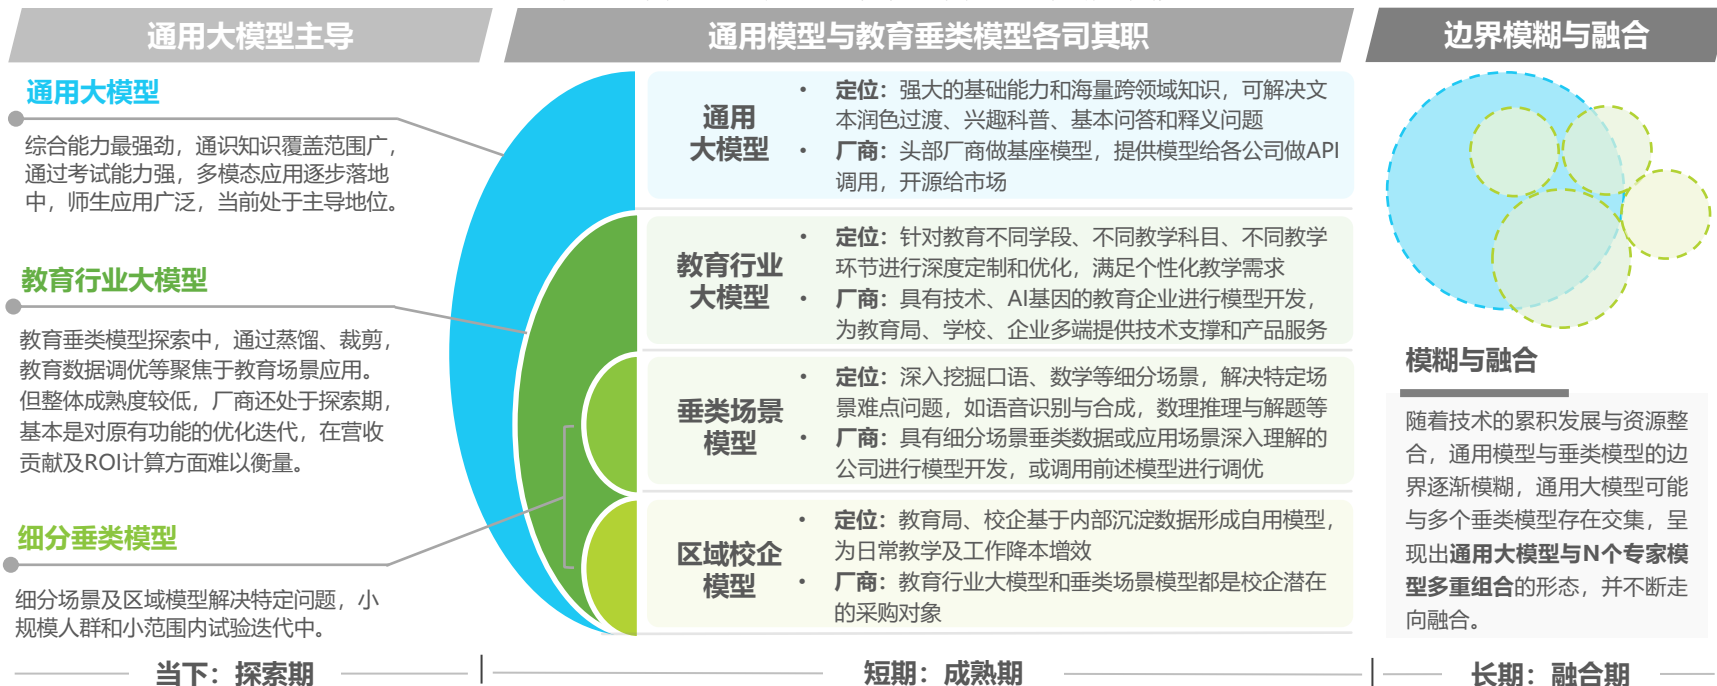 通用大模型主导
通用大模型
综合能力最强劲，通识知识覆盖范围广，
通过考试能力强，多模态应用逐步落地
中，师生应用广泛，当前处于主导地位。
教育行业大模型
教育垂类模型探索中，通过蒸馏、裁剪，
教育数据调优等聚焦于教育场景应用。
但整体成熟度较低，厂商还处于探索期，
基本是对原有功能的优化迭代，在营收
贡献及ROI计算方面难以衡量。
细分垂类模型
细分场景及区域模型解决特定问题，小
规模人群和小范围内试验迭代中。
当下：探索期
通用模型与教育垂类模型各司其职
通用
大模型
• 定位：强大的基础能力和海量跨领域知识，可解决文
本润色过渡、兴趣科普、基本问答和释义问题
• 厂商：头部厂商做基座模型，提供模型给各公司做API
调用，开源给市场
教育行业
大模型
• 定位：针对教育不同学段、不同教学科目、不同教学
环节进行深度定制和优化，满足个性化教学需求
• 厂商：具有技术、AI基因的教育企业进行模型开发，
为教育局、学校、企业多端提供技术支撑和产品服务
垂类场景
模型
• 定位：深入挖掘口语、数学等细分场景，解决特定场
景难点问题，如语音识别与合成，数理推理与解题等
• 厂商：具有细分场景垂类数据或应用场景深入理解的
公司进行模型开发，或调用前述模型进行调优
区域校企
模型
• 定位：教育局、校企基于内部沉淀数据形成自用模型，
为日常教学及工作降本增效
• 厂商：教育行业大模型和垂类场景模型都是校企潜在
的采购对象
短期：成熟期
边界模糊与融合
模糊与融合
随着技术的累积发展与资源整
合，通用模型与垂类模型的边
界逐渐模糊，通用大模型可能
与多个垂类模型存在交集，呈
现出通用大模型与N个专家模
型多重组合的形态，并不断走
向融合。
长期：融合期